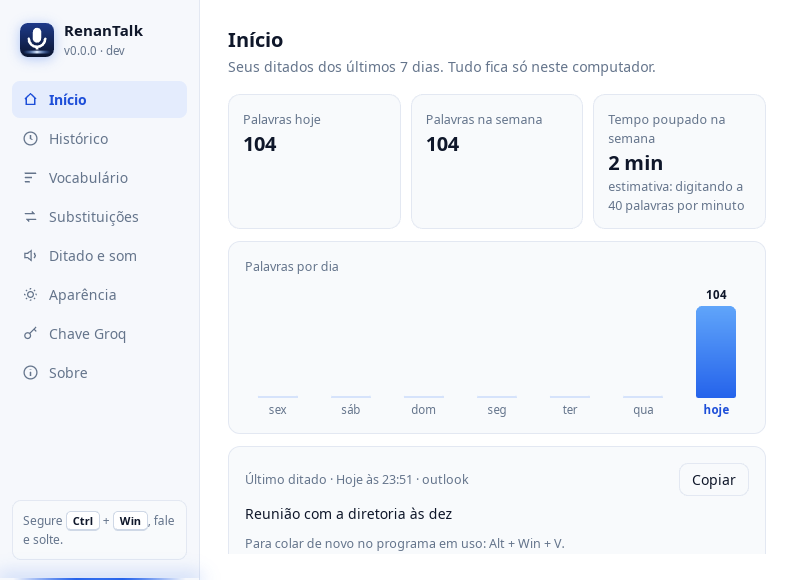 RenanTalk
v0.0.0 · dev
Início
Histórico
Vocabulário
Substituições
Ditado e som
Aparência
Chave Groq
Sobre
Segure Ctrl + Win, fale
e solte.
Início
Seus ditados dos últimos 7 dias. Tudo fica só neste computador.
Palavras hoje
104
Palavras na semana
104
Tempo poupado na
semana
2 min
estimativa: digitando a
40 palavras por minuto
Palavras por dia
104
sex sáb dom seg ter qua hoje
Último ditado · Hoje às 23:51 · outlook
Copiar
Reunião com a diretoria às dez
Para colar de novo no programa em uso: Alt + Win + V.